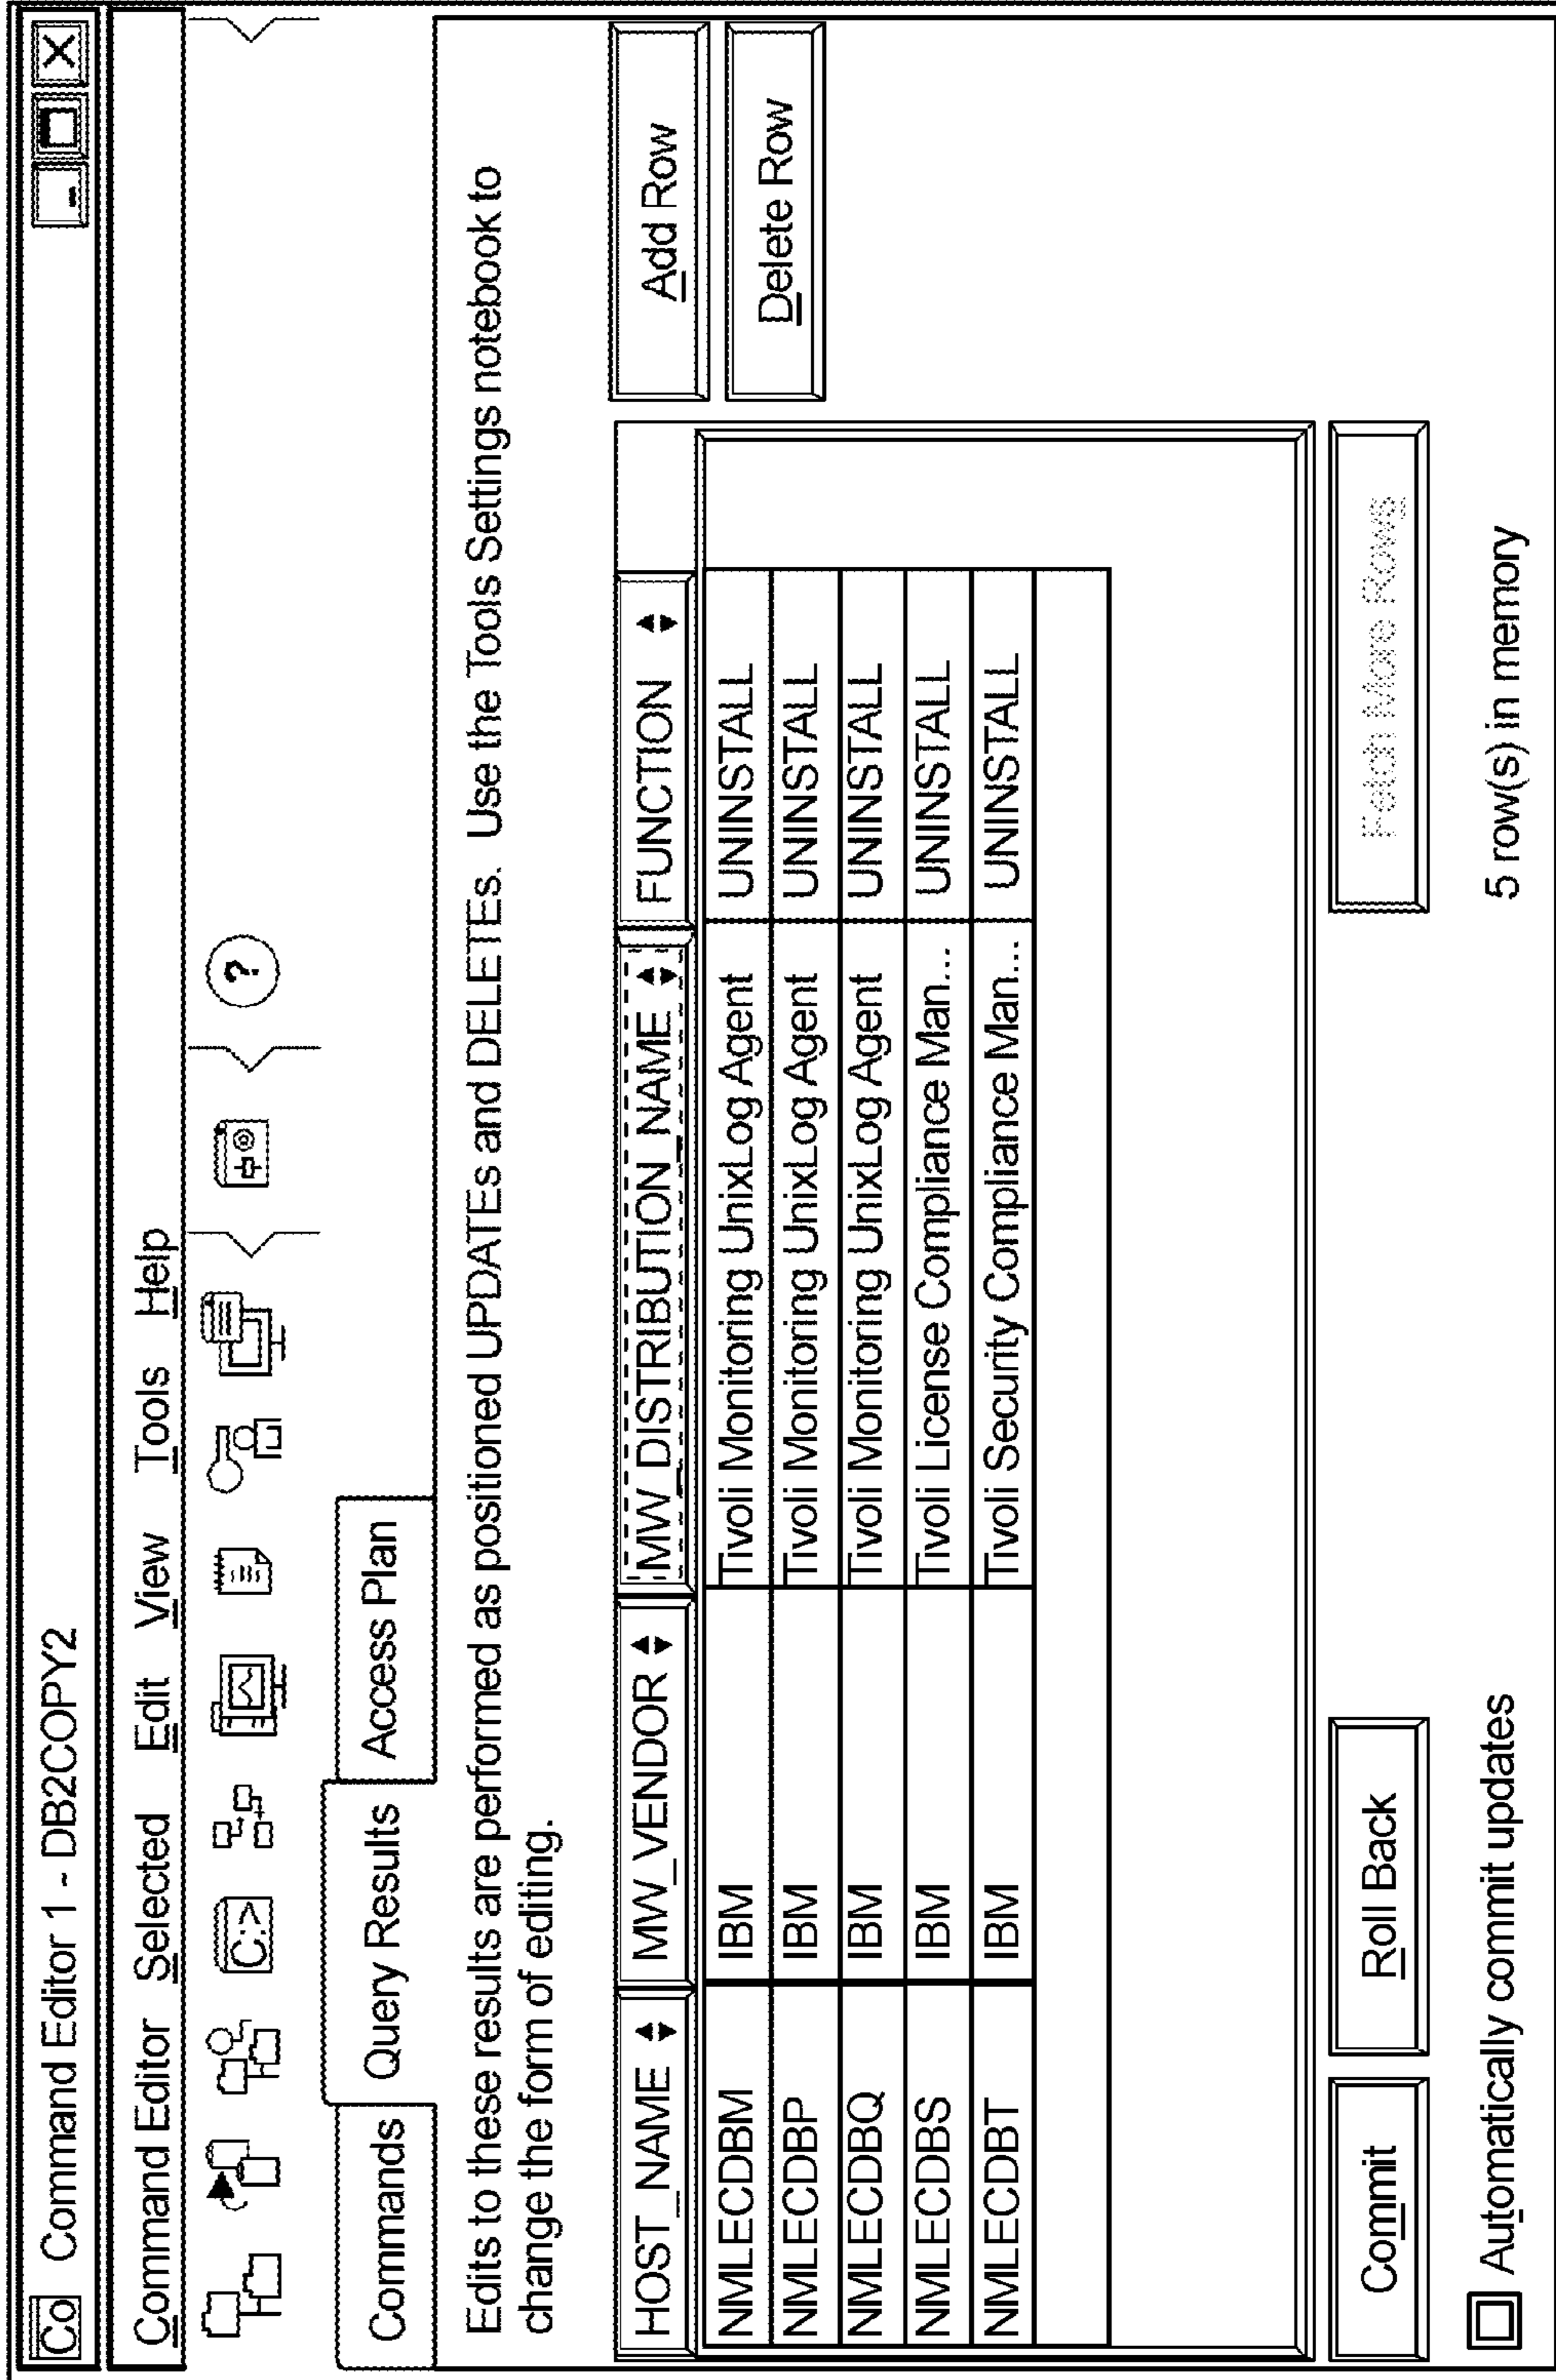 Co Command Editor 1 - DB2COPY2
Command Editor Selected Edit View Tools Help
C:> ?
Commands Query Results Access Plan
Edits to these results are performed as positioned UPDATEs and DELETEs. Use the Tools Settings notebook to
change the form of editing.
HOST_NAME MW_VENDOR MW_DISTRIBUTION_NAME FUNCTION
NMLECDBM IBM Tivoli Monitoring UnixLog Agent UNINSTALL
NMLECDBP IBM Tivoli Monitoring UnixLog Agent UNINSTALL
NMLECDBQ IBM Tivoli Monitoring UnixLog Agent UNINSTALL
NMLECDBS IBM Tivoli License Compliance Man... UNINSTALL
NMLECDBT IBM Tivoli Security Compliance Man... UNINSTALL
Add Row
Delete Row
Commit Roll Back Fetch More Rows
Automatically commit updates 5 row(s) in memory